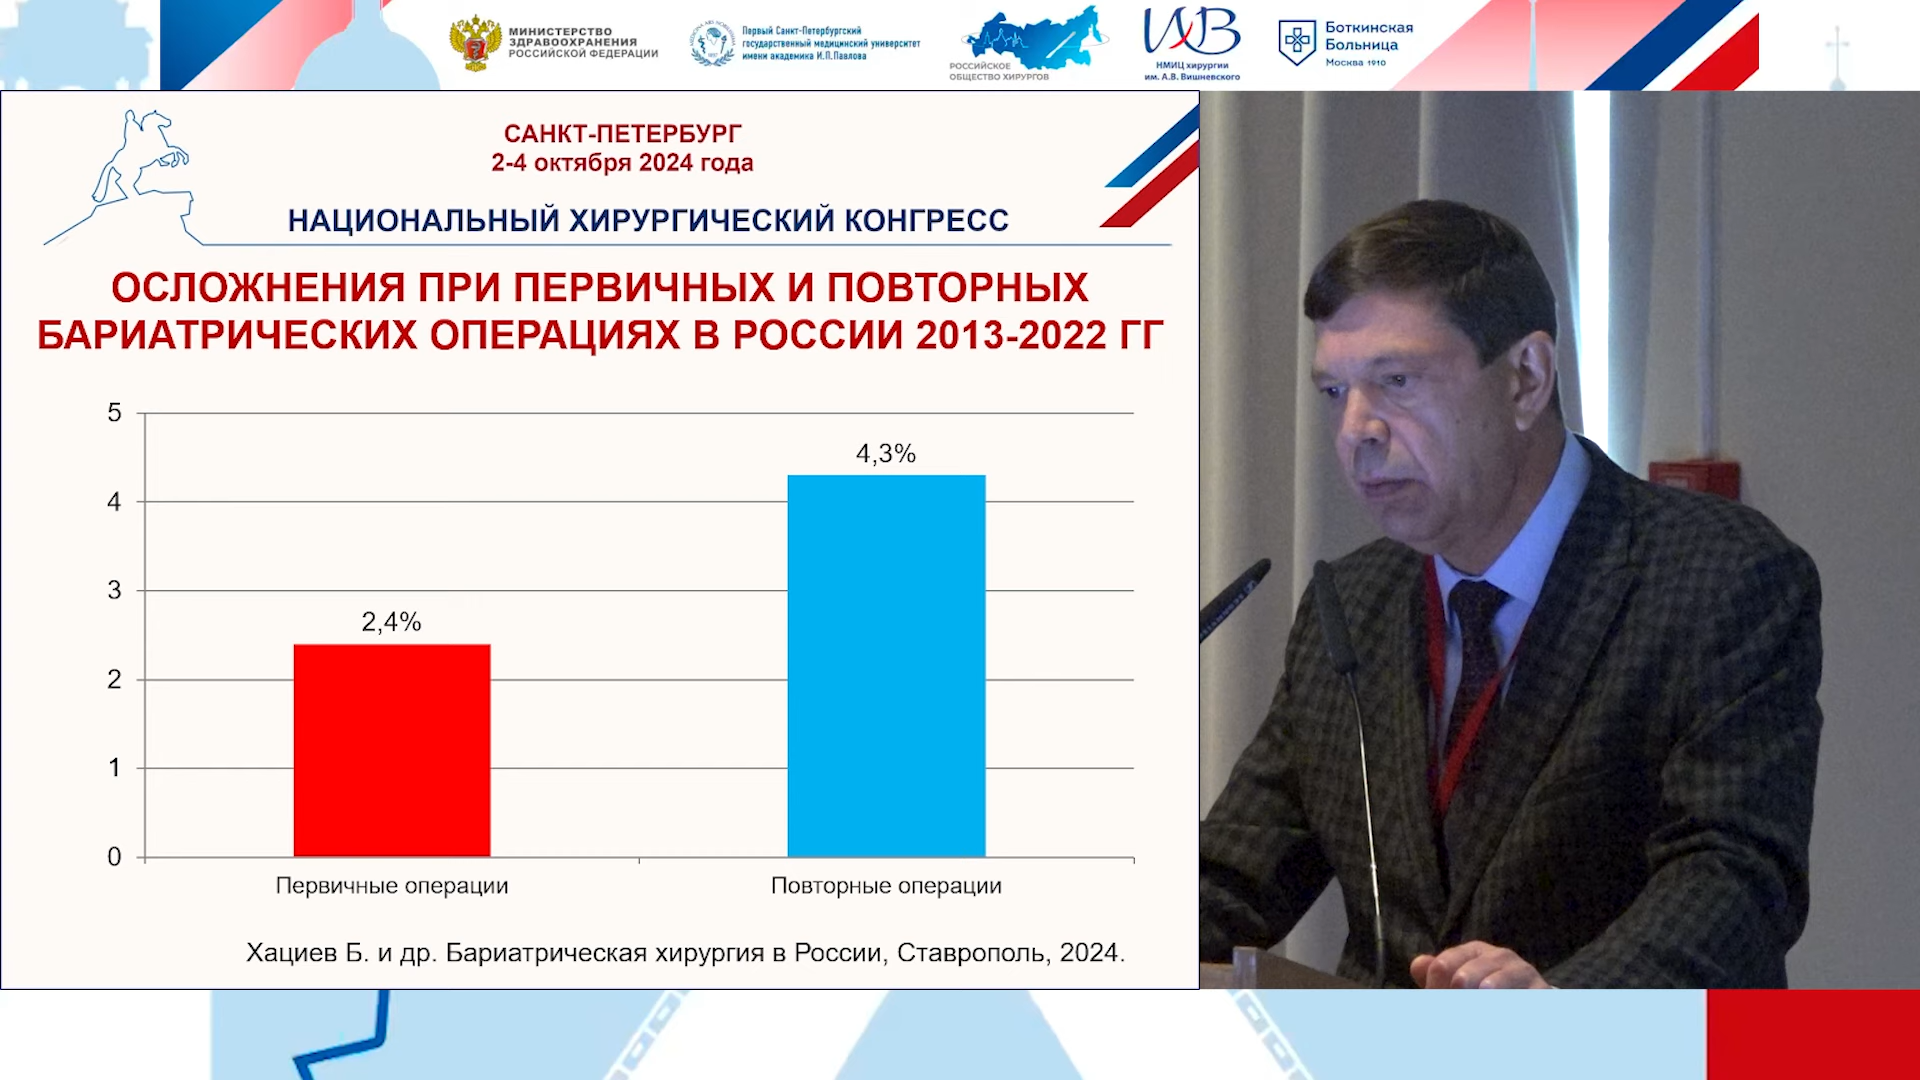 МИНИСТЕРСТВО
ЗДРАВООХРАНЕНИЯ
РОССИЙСКОЙ ФЕДЕРАЦИИ
Первый Санкт-Петербургский
государственный медицинский университет
имени академика И.П.Павлова
РОССИЙСКОЕ
ОБЩЕСТВО ХИРУРГОВ
ИХВ
НМИЦ хирургии
им. А.В. Вишневского
Боткинская
Больница
Москва 1910
САНКТ-ПЕТЕРБУРГ
2-4 октября 2024 года
НАЦИОНАЛЬНЫЙ ХИРУРГИЧЕСКИЙ КОНГРЕСС
ОСЛОЖНЕНИЯ ПРИ ПЕРВИЧНЫХ И ПОВТОРНЫХ
БАРИАТРИЧЕСКИХ ОПЕРАЦИЯХ В РОССИИ 2013-2022 ГГ
5
4
3
2
1
0
2,4%
4,3%
Первичные операции
Повторные операции
Хациев Б. и др. Бариатрическая хирургия в России, Ставрополь, 2024.